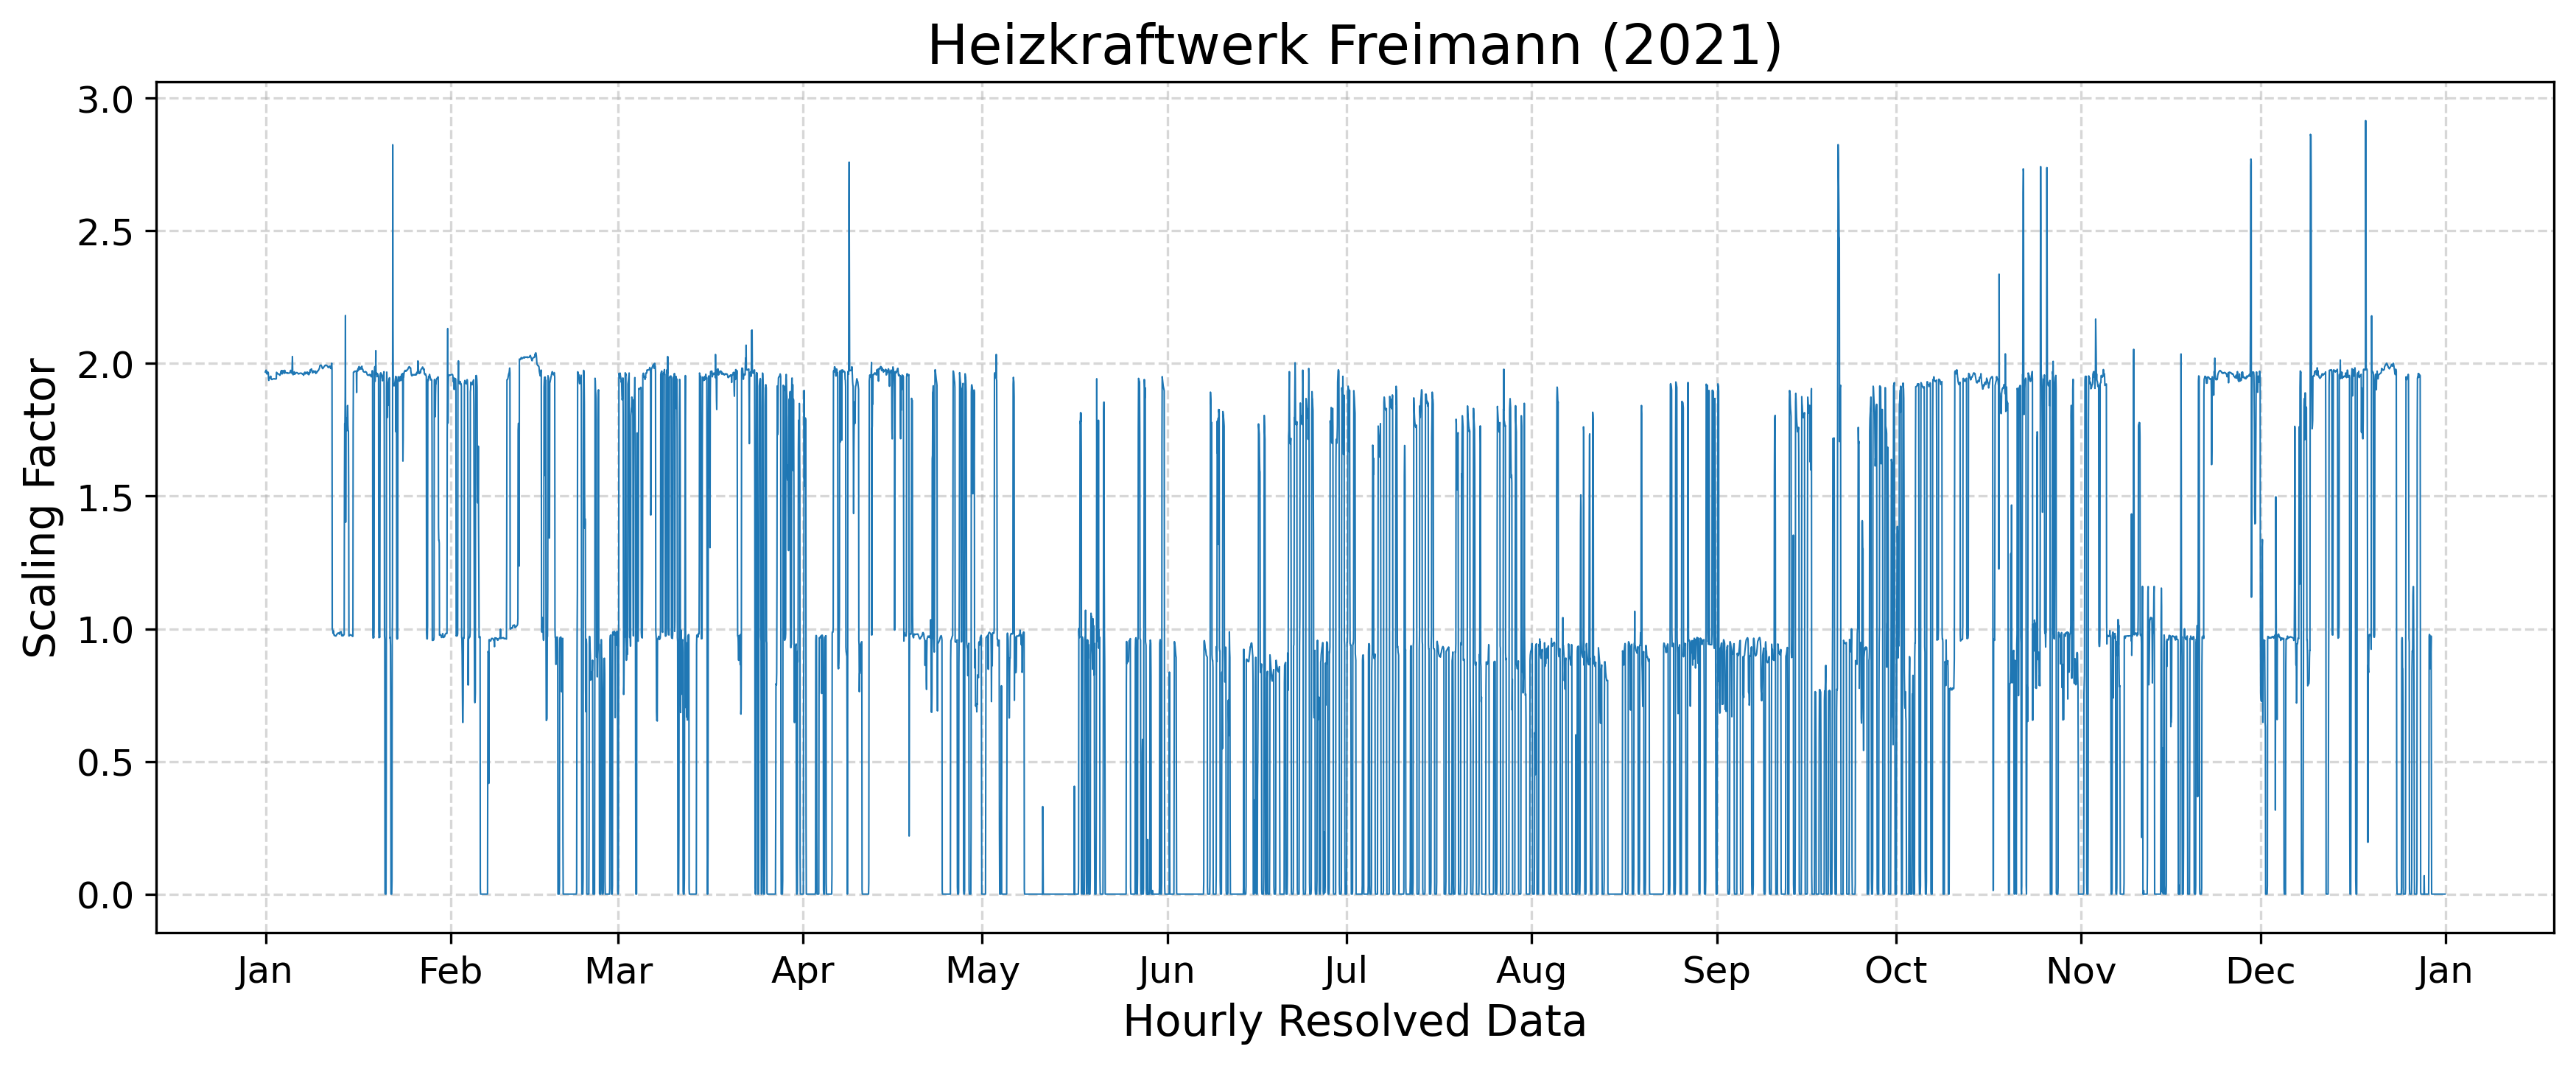 Heizkraftwerk Freimann (2021)
Scaling Factor
3.0
2.5
2.0
1.5
1.0
0.5
0.0
Jan Feb Mar Apr May Jun Jul Aug Sep Oct Nov Dec Jan
Hourly Resolved Data